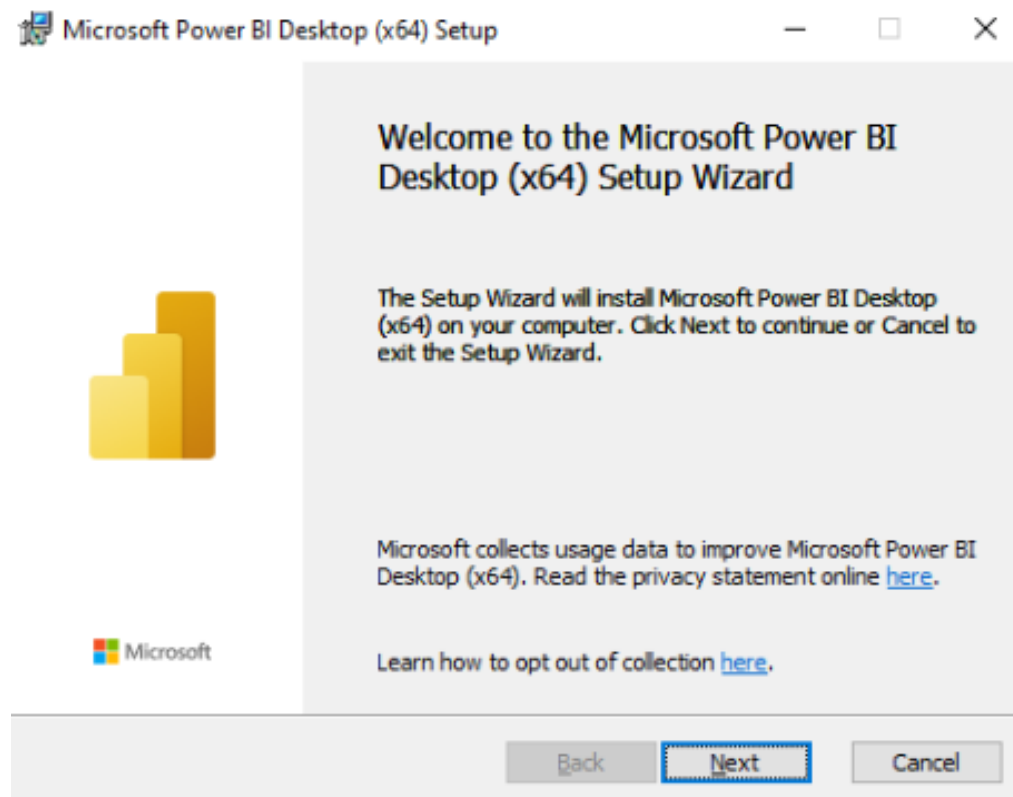 Microsoft Power BI Desktop (x64) Setup
Welcome to the Microsoft Power BI
Desktop (x64) Setup Wizard
The Setup Wizard will install Microsoft Power BI Desktop
(x64) on your computer. Click Next to continue or Cancel to
exit the Setup Wizard.
Microsoft collects usage data to improve Microsoft Power BI
Desktop (x64). Read the privacy statement online here.
Microsoft
Learn how to opt out of collection here.
Back Next Cancel